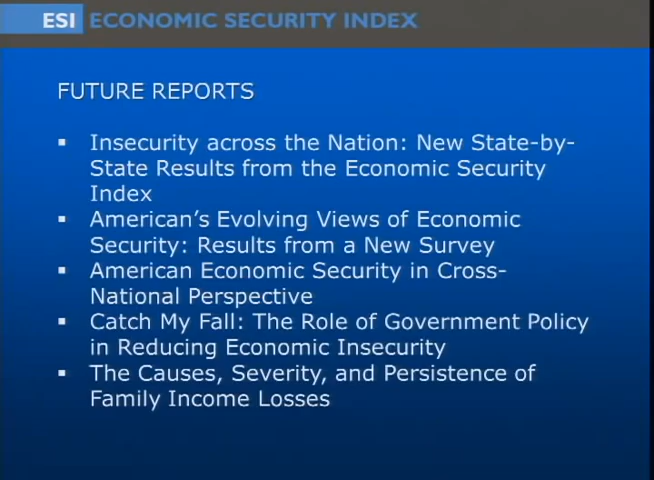 ESI ECONOMIC SECURITY INDEX
FUTURE REPORTS
▪ Insecurity across the Nation: New State-by-
State Results from the Economic Security
Index
▪ American's Evolving Views of Economic
Security: Results from a New Survey
▪ American Economic Security in Cross-
National Perspective
▪ Catch My Fall: The Role of Government Policy
in Reducing Economic Insecurity
▪ The Causes, Severity, and Persistence of
Family Income Losses